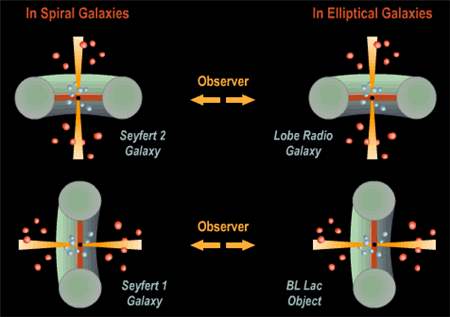 In Spiral Galaxies
In Elliptical Galaxies
Observer
Seyfert 2
Galaxy
Lobe Radio
Galaxy
Observer
Seyfert 1
Galaxy
BL Lac
Object